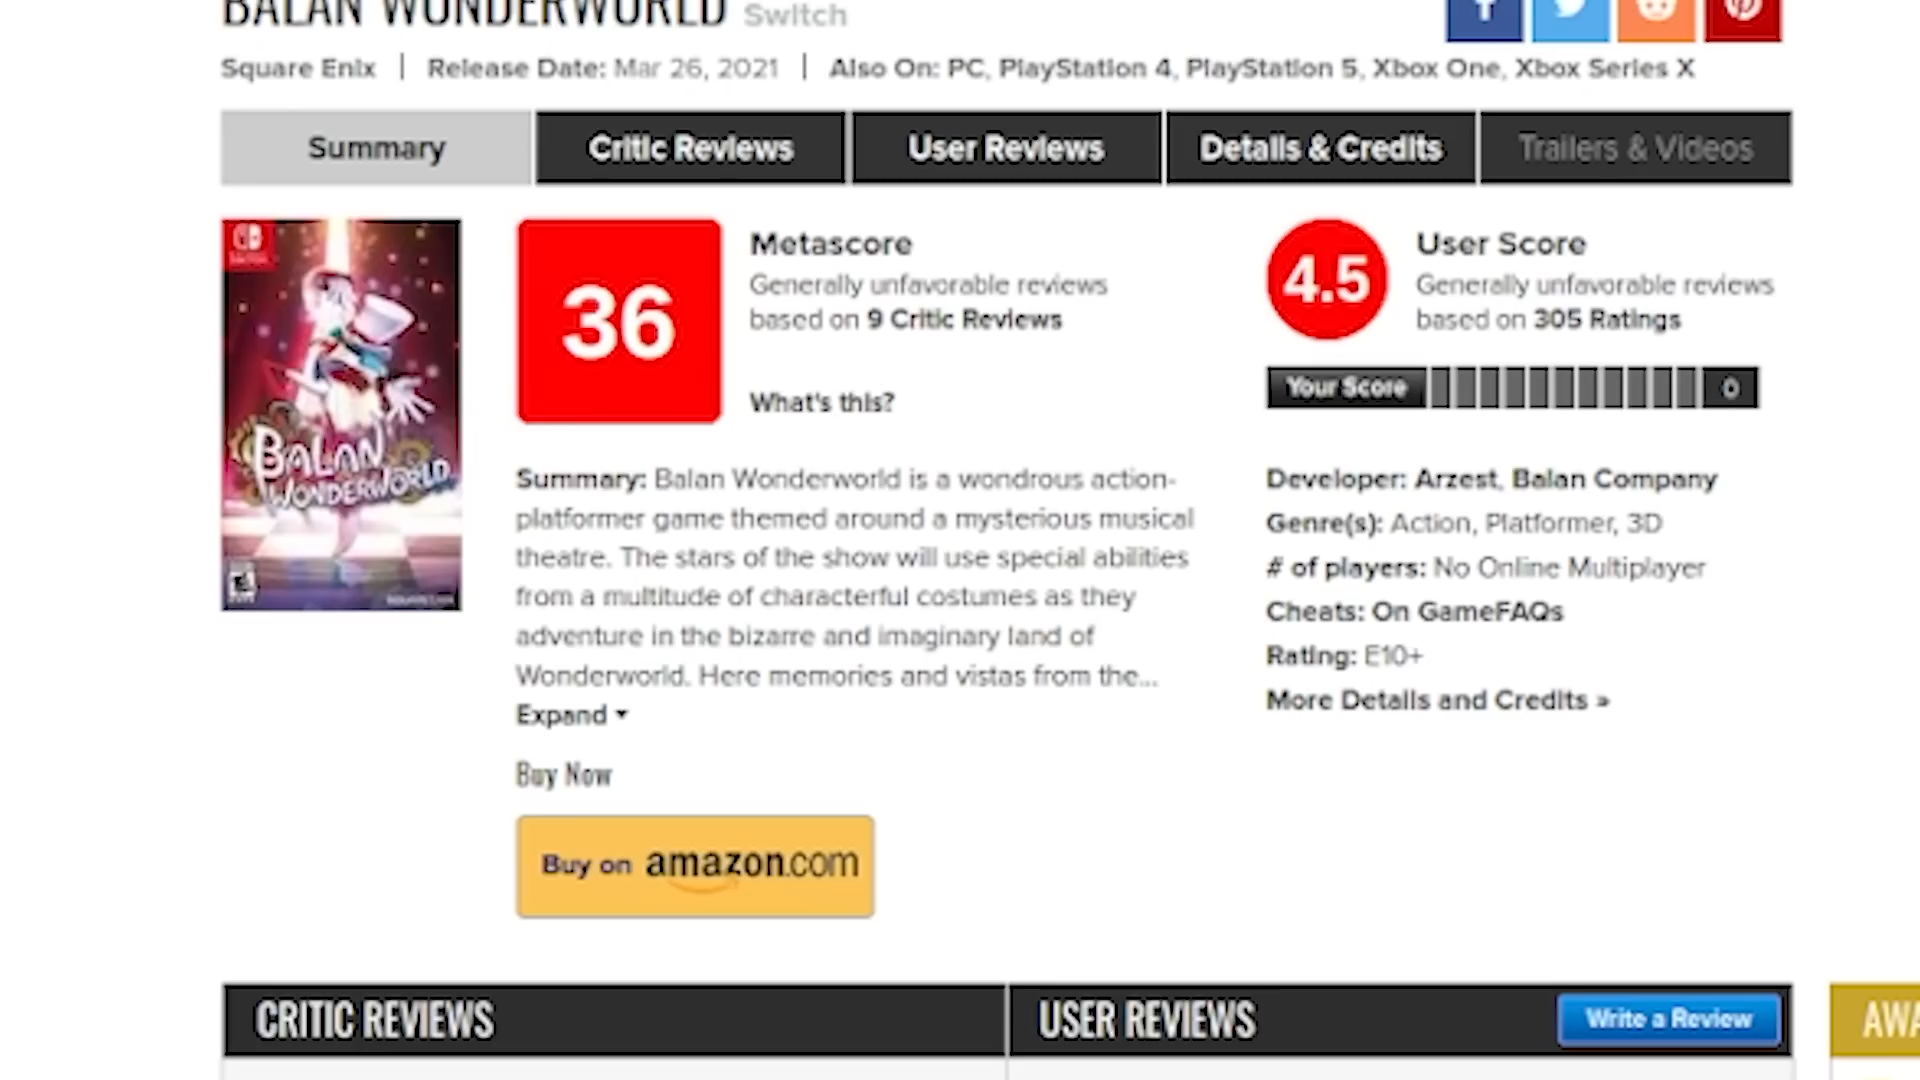 BALAN WONDERWORLD Switch
Square Enix | Release Date: Mar 26, 2021 | Also On: PC, PlayStation 4, PlayStation 5, Xbox One, Xbox Series X
Summary
Critic Reviews
User Reviews
Details & Credits
Trailers & Videos
BALAN
WONDERWORLD
36
Metascore
Generally unfavorable reviews
based on 9 Critic Reviews
What's this?
4.5
User Score
Generally unfavorable reviews
based on 305 Ratings
Your Score 0
Summary: Balan Wonderworld is a wondrous action-
platformer game themed around a mysterious musical
theatre. The stars of the show will use special abilities
from a multitude of characterful costumes as they
adventure in the bizarre and imaginary land of
Wonderworld. Here memories and vistas from the...
Expand
Developer: Arzest, Balan Company
Genre(s): Action, Platformer, 3D
# of players: No Online Multiplayer
Cheats: On GameFAQs
Rating: E10+
More Details and Credits »
Buy Now
Buy on amazon.com
CRITIC REVIEWS
USER REVIEWS
Write a Review
AWA